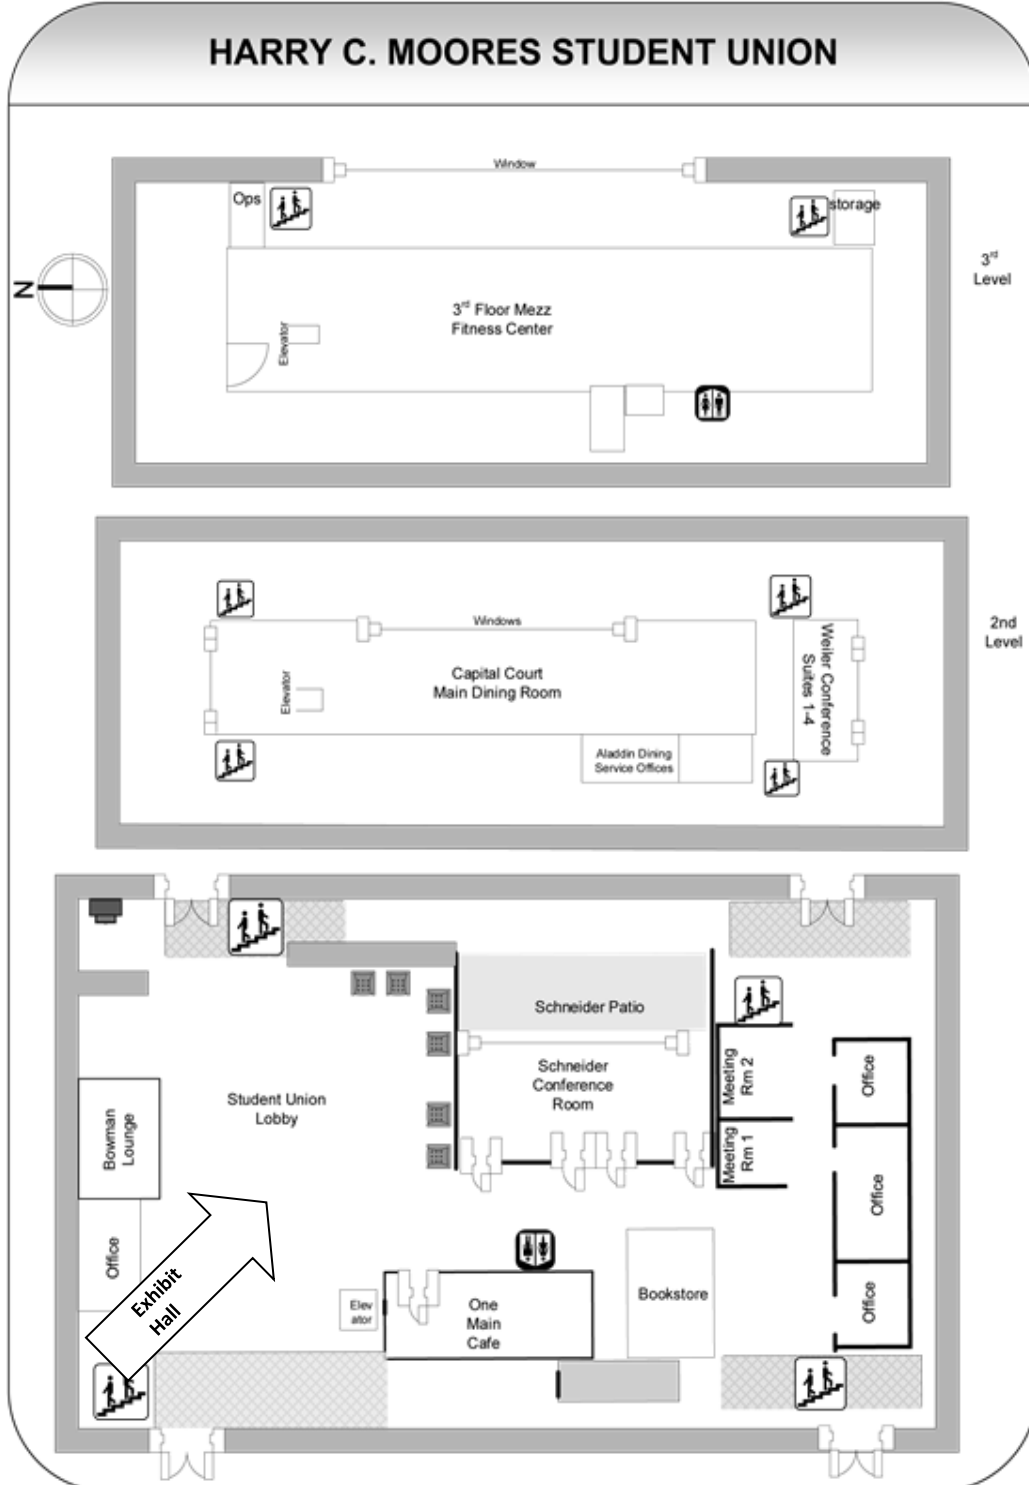 HARRY C. MOORES STUDENT UNION
Window
Ops
storage
3rd
Level
N
3rd Floor Mezz
Fitness Center
Elevator
2nd
Level
Windows
Capital Court
Main Dining Room
Elevator
Weiler Conference
Suites 1-4
Aladdin Dining
Service Offices
Schneider Patio
Schneider
Conference
Room
Meeting
Rm 2
Office
Student Union
Lobby
Bowman
Lounge
Meeting
Rm 1
Office
Office
Exhibit
Hall
Elev
ator
One
Main
Cafe
Bookstore
Office